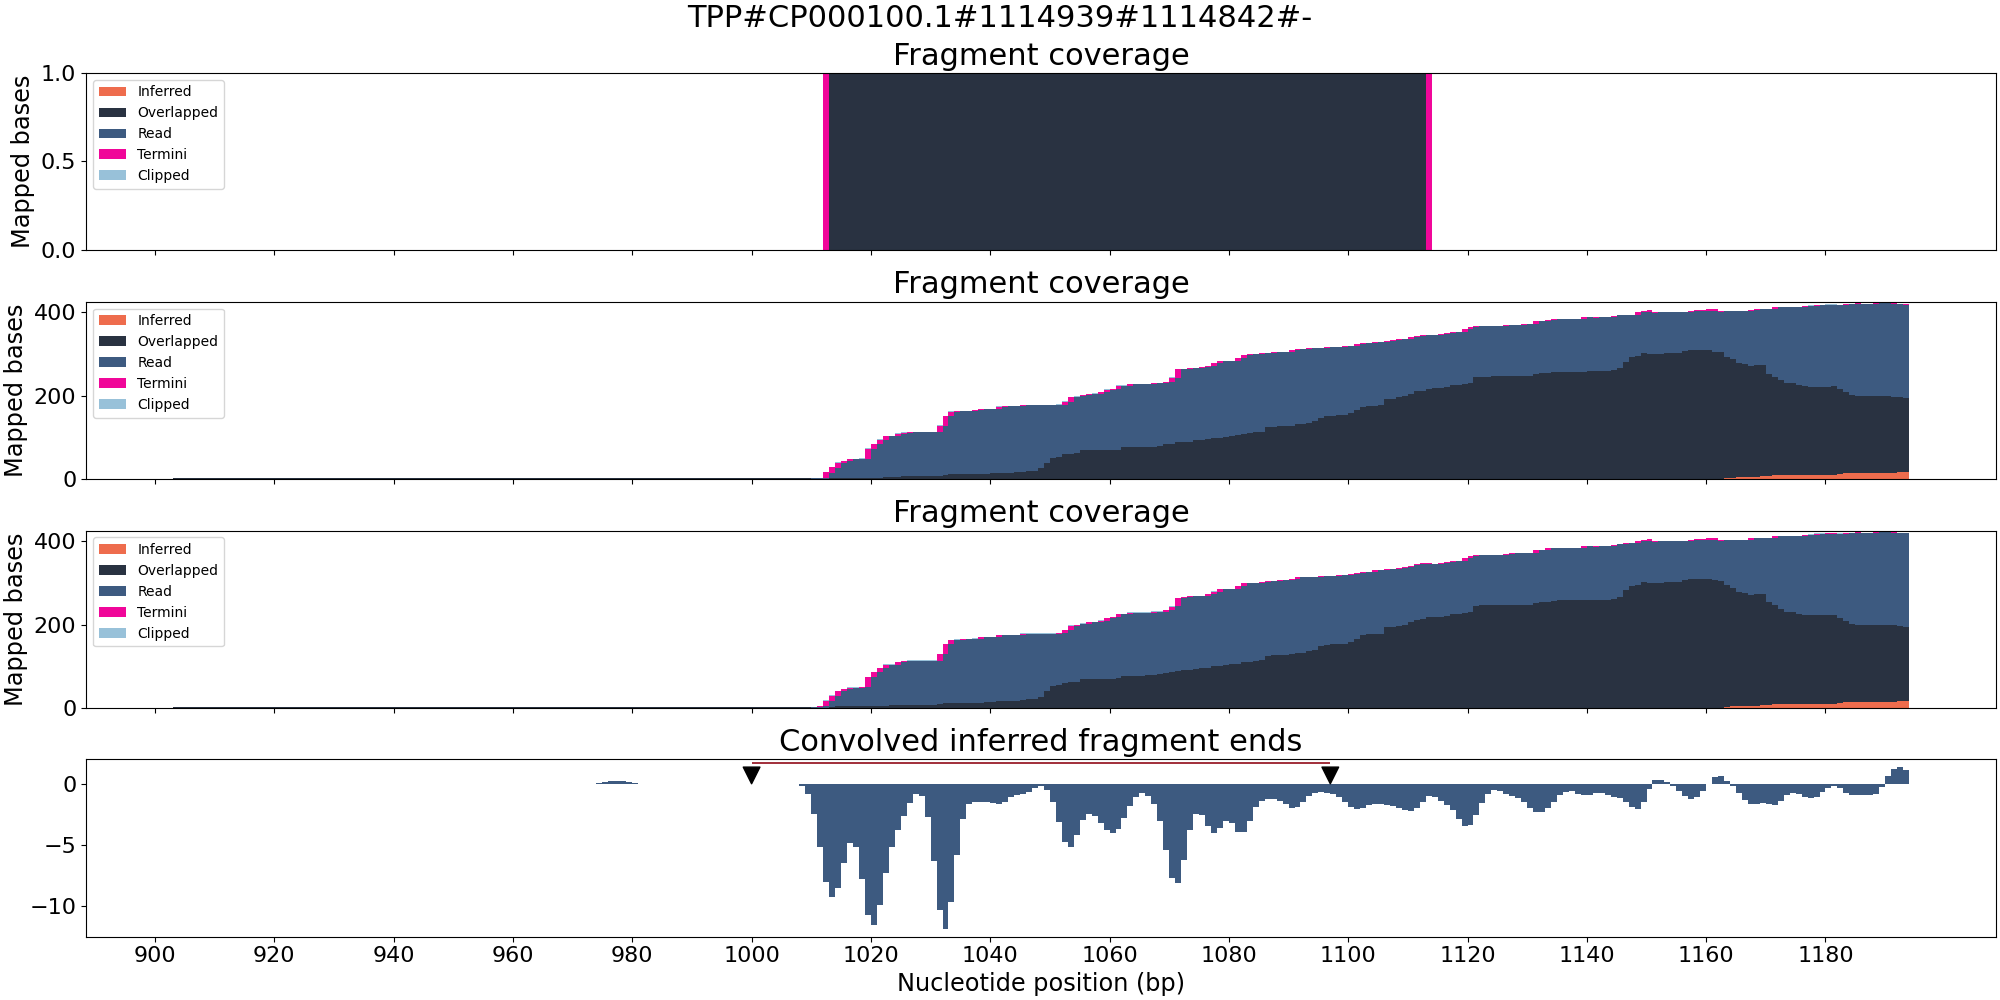 TPP#CP000100.1#1114939#1114842#-
Fragment coverage
Mapped bases
1.0
0.5
0.0
Inferred
Overlapped
Read
Termini
Clipped
Fragment coverage
Mapped bases
400
200
0
Inferred
Overlapped
Read
Termini
Clipped
Fragment coverage
Mapped bases
400
200
0
Inferred
Overlapped
Read
Termini
Clipped
Convolved inferred fragment ends
0
−5
−10
900 920 940 960 980 1000 1020 1040 1060 1080 1100 1120 1140 1160 1180
Nucleotide position (bp)